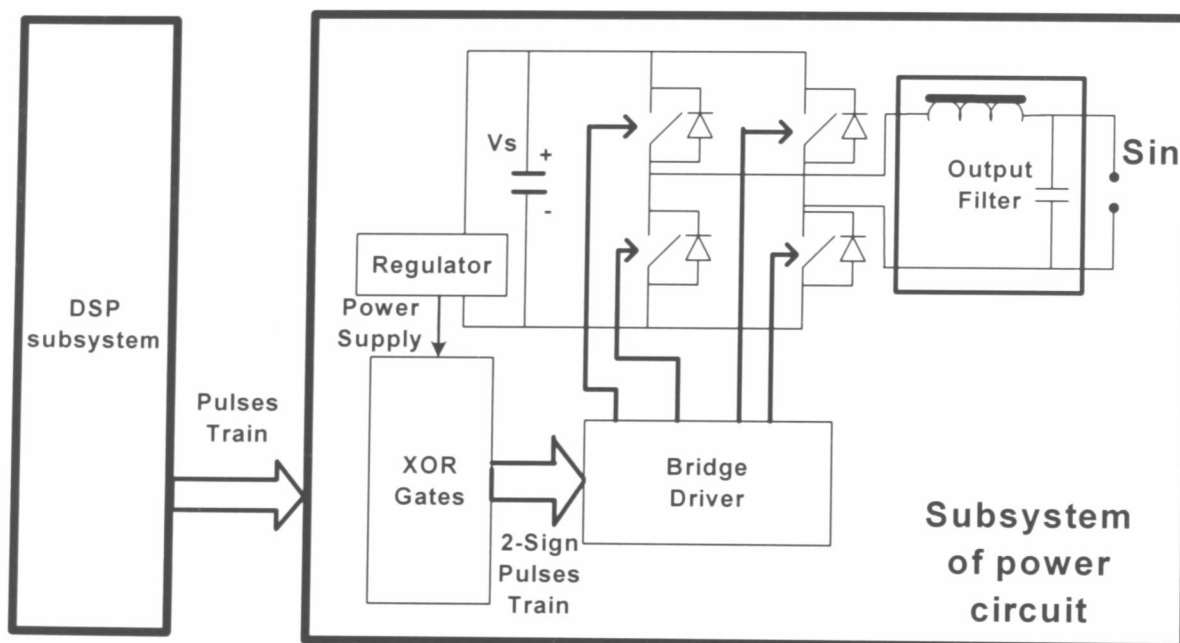 DSP
subsystem
Pulses
Train
Vs
+
-
Regulator
Power
Supply
XOR
Gates
2-Sign
Pulses
Train
Bridge
Driver
Output
Filter
Sin
Subsystem
of power
circuit